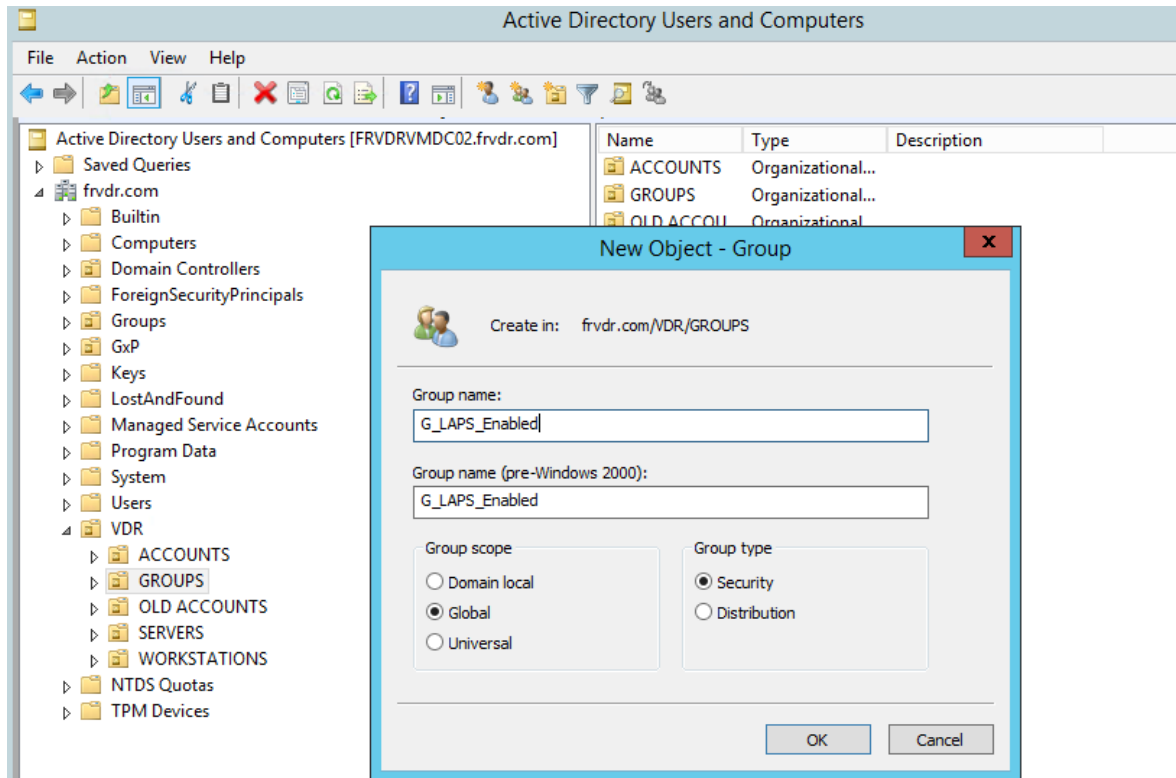 Active Directory Users and Computers
File Action View Help
Active Directory Users and Computers [FRVDRVMDC02.frvdr.com]
Saved Queries
frvdr.com
Builtin
Computers
Domain Controllers
ForeignSecurityPrincipals
Groups
GxP
Keys
LostAndFound
Managed Service Accounts
Program Data
System
Users
VDR
ACCOUNTS
GROUPS
OLD ACCOUNTS
SERVERS
WORKSTATIONS
NTDS Quotas
TPM Devices
Name Type Description
ACCOUNTS Organizational...
GROUPS Organizational...
OLD ACCOU Organizational
New Object - Group
x
Create in: frvdr.com/VDR/GROUPS
Group name:
G_LAPS_Enabled
Group name (pre-Windows 2000):
G_LAPS_Enabled
Group scope
Domain local
Global
Universal
Group type
Security
Distribution
OK Cancel